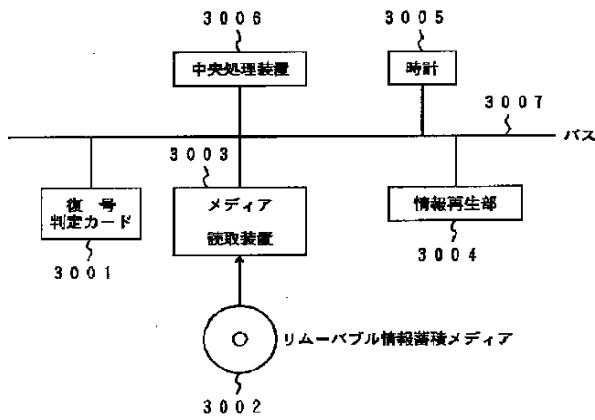 3006
3005
中央処理装置
時計
3007
バス
3003
復号
判定カード
メディア
読取装置
情報再生部
3001
3004
リムーバブル情報蓄積メディア
3002